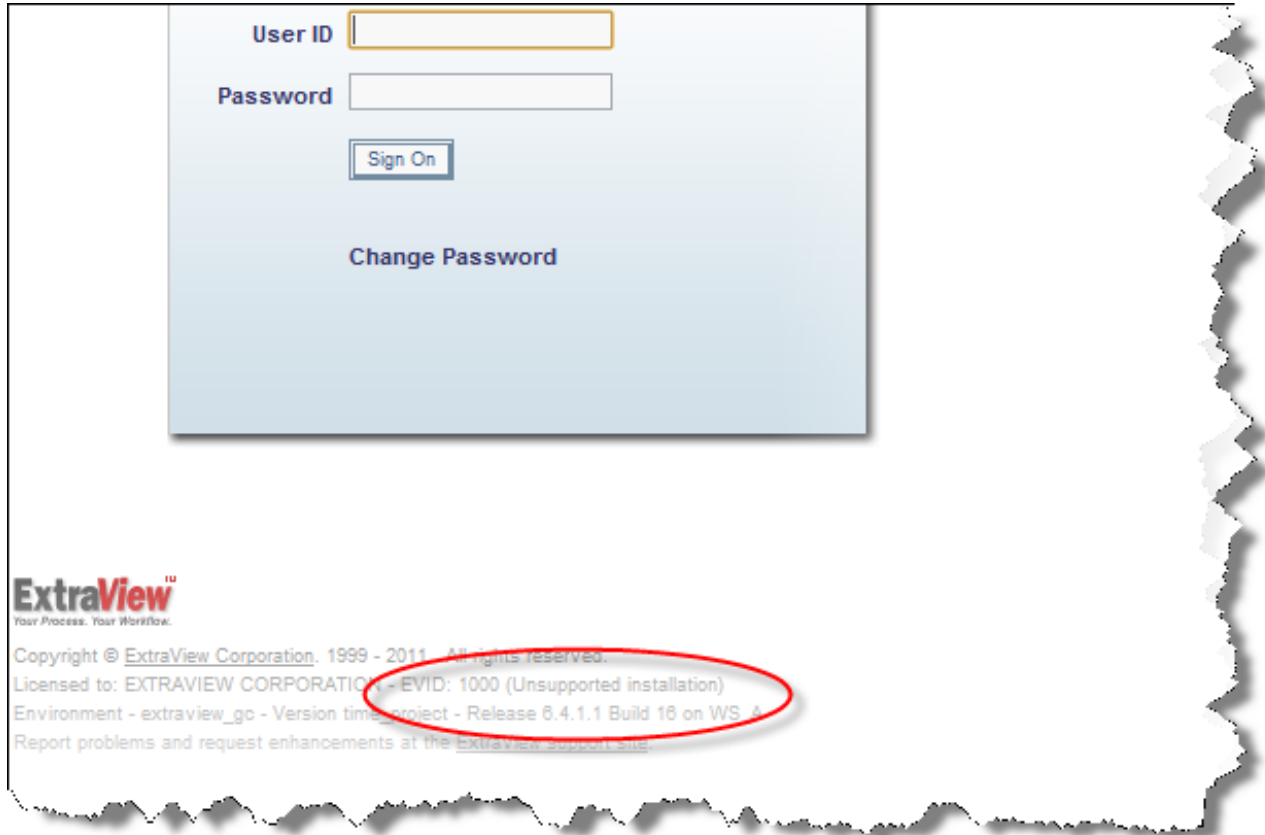 User ID
Password
Sign On
Change Password
ExtraView™
Your Process. Your Workflow.
Copyright © ExtraView Corporation. 1999 - 2011 - All rights reserved.
Licensed to: EXTRAVIEW CORPORATION - EVID: 1000 (Unsupported installation)
Environment - extraview_gc - Version time_project - Release 6.4.1.1 Build 16 on WS_A
Report problems and request enhancements at the ExtraView support site.